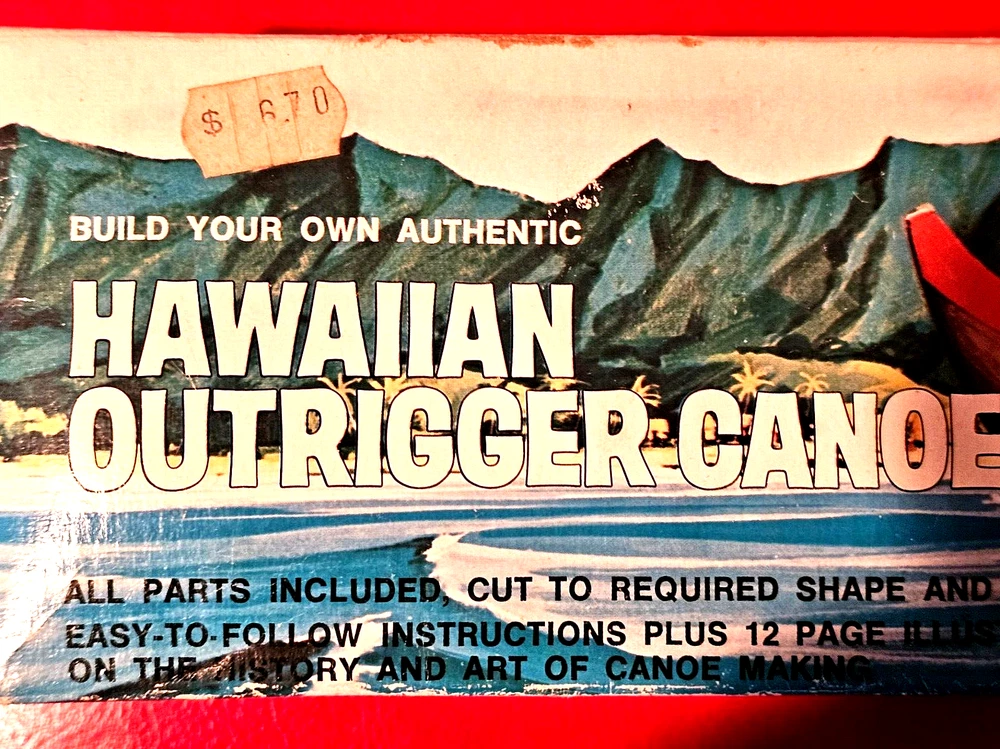 $ 6.70
BUILD YOUR OWN AUTHENTIC
HAWAIIAN
OUTRIGGER CANOE
ALL PARTS INCLUDED, CUT TO REQUIRED SHAPE AND
EASY-TO-FOLLOW INSTRUCTIONS PLUS 12 PAGE
ON THE HISTORY AND ART OF CANOE MAKING.